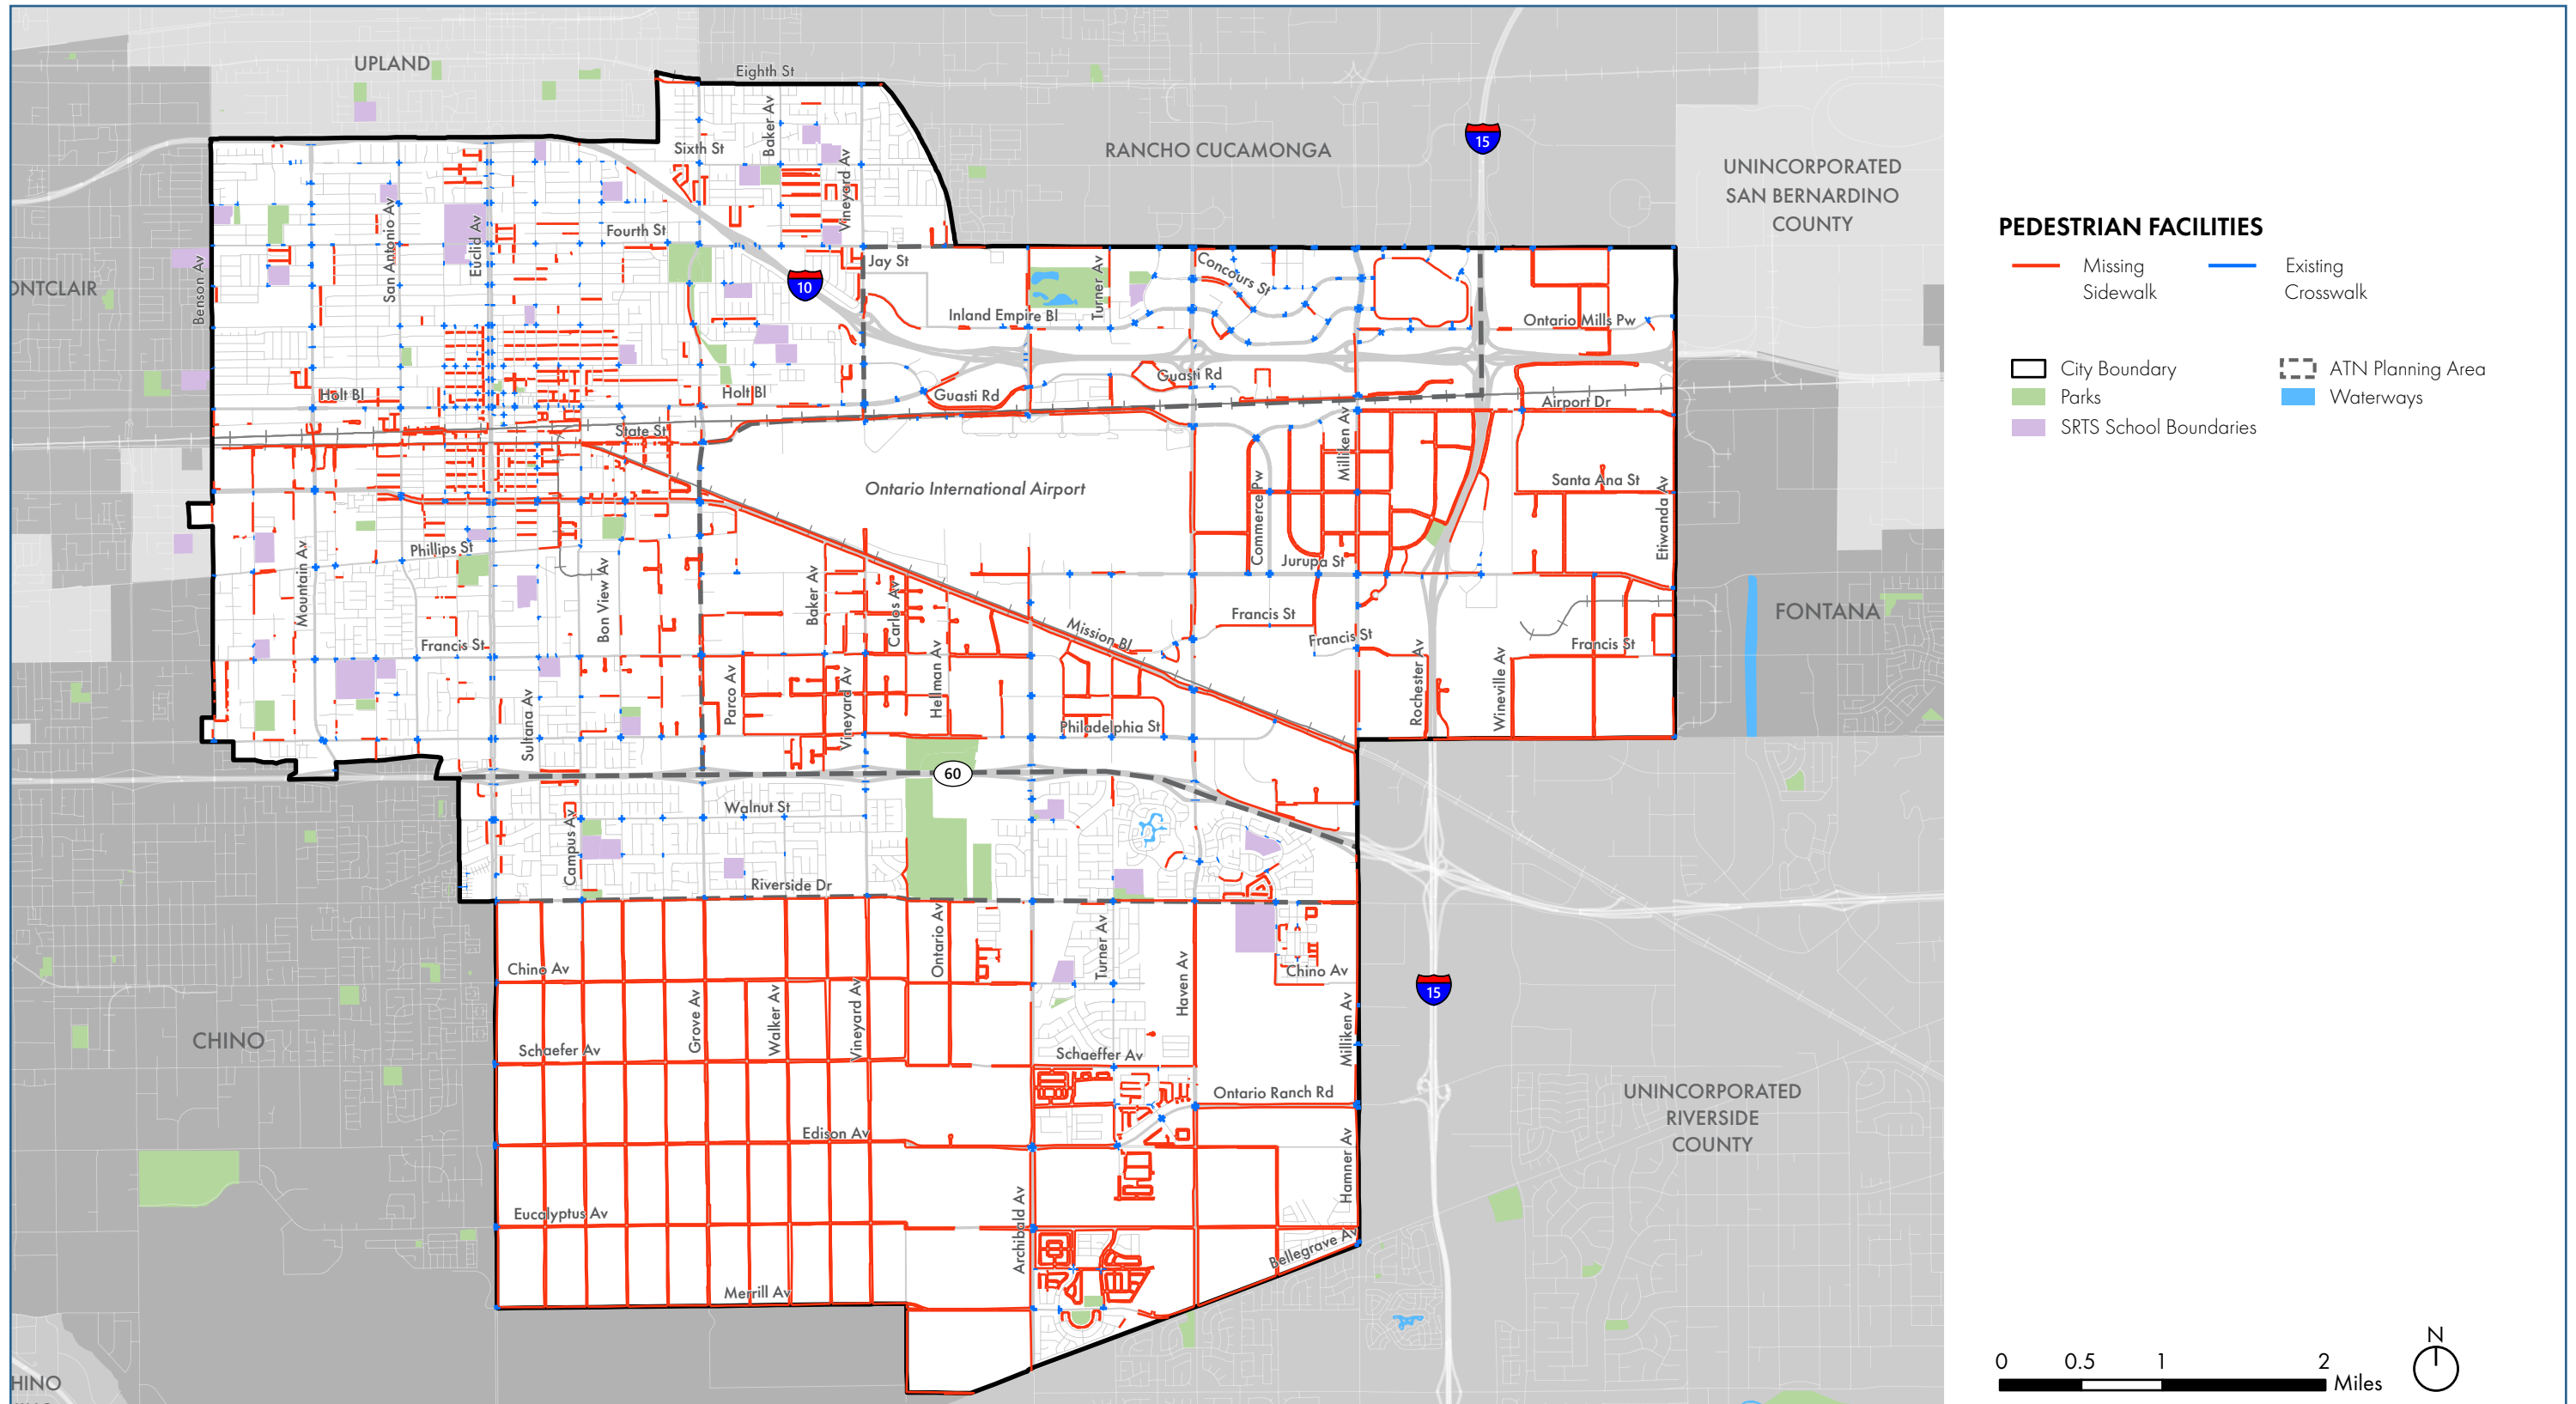 UPLAND
Eighth St
Baker Av
Sixth St
RANCHO CUCAMONGA
15
UNINCORPORATED
SAN BERNARDINO
COUNTY
Vineyard Av
San Antonio Av
Euclid Av
Fourth St
Benson Av
ONTCLAIR
10
Jay St
Turner Av
Concours St
Inland Empire Bl
Ontario Mills Pw
Guasti Rd
Guasti Rd
Holt Bl
Holt Bl
Airport Dr
State St
Milliken Av
Ontario International Airport
Commerce Pw
Santa Ana St
Etiwanda Av
Phillips St
Mountain Av
Bon View Av
Baker Av
Carlos Av
Jurupa St
Francis St
FONTANA
Mission Bl
Francis St
Francis St
Francis St
Sultana Av
Parco Av
Vineyard Av
Hellman Av
Rochester Av
Wineville Av
Philadelphia St
60
Walnut St
Campus Av
Riverside Dr
Ontario Av
Turner Av
Haven Av
Chino Av
Chino Av
15
Grove Av
Walker Av
Vineyard Av
Milliken Av
CHINO
Schaefer Av
Schaeffer Av
Ontario Ranch Rd
UNINCORPORATED
RIVERSIDE
COUNTY
Edison Av
Hamner Av
Eucalyptus Av
Archibald Av
Bellegrave Av
Merrill Av
HINO
PEDESTRIAN FACILITIES
Missing
Sidewalk
Existing
Crosswalk
City Boundary
ATN Planning Area
Parks
Waterways
SRTS School Boundaries
N
0 0.5 1 2
Miles